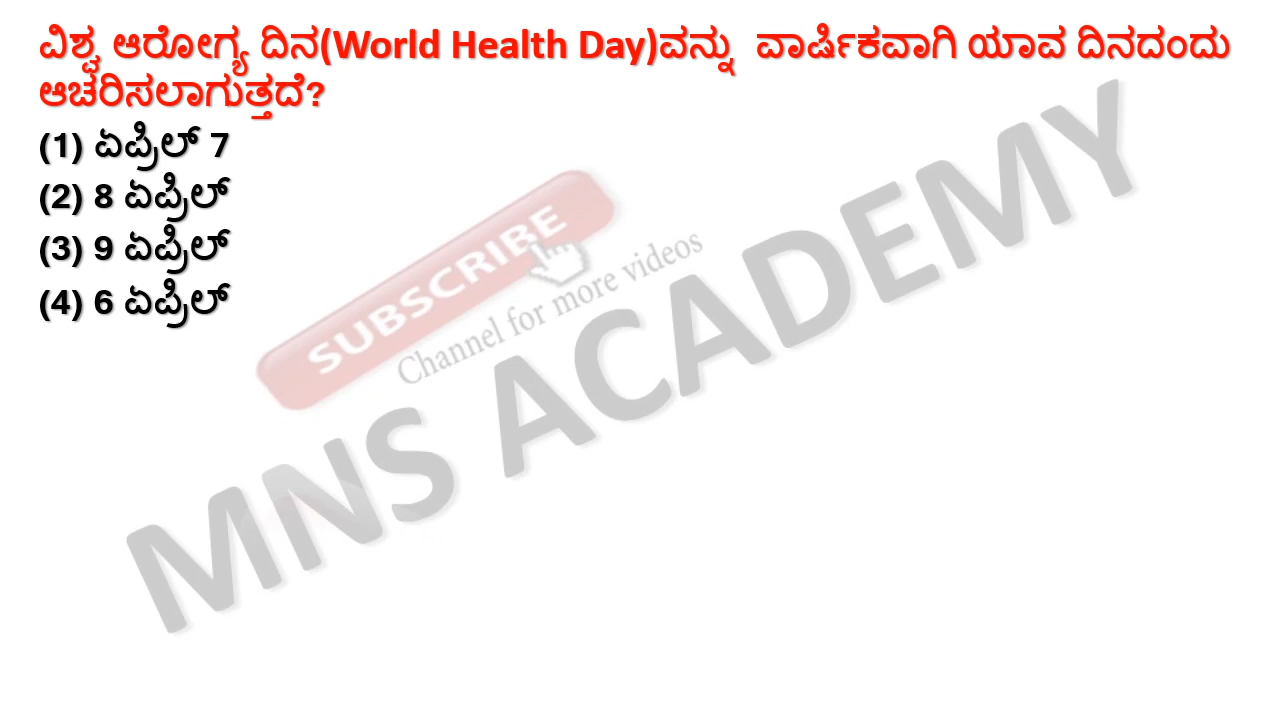 ವಿಶ್ವ ಆರೋಗ್ಯ ದಿನ(World Health Day)ವನ್ನು ವಾರ್ಷಿಕವಾಗಿ ಯಾವ ದಿನದಂದು
ಆಚರಿಸಲಾಗುತ್ತದೆ?
(1) ಏಪ್ರಿಲ್ 7
(2) 8 ಏಪ್ರಿಲ್
(3) 9 ಏಪ್ರಿಲ್
(4) 6 ಏಪ್ರಿಲ್
SUBSCRIBE
Channel for more videos
MNS ACADEMY